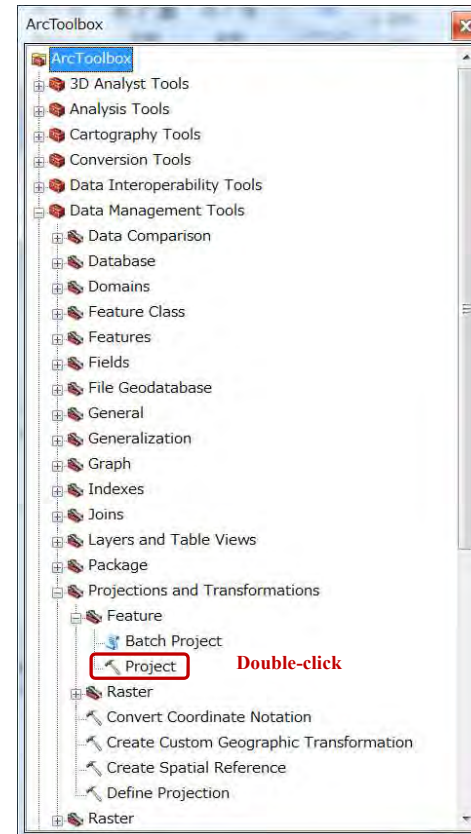 ArcToolbox
ArcToolbox
3D Analyst Tools
Analysis Tools
Cartography Tools
Conversion Tools
Data Interoperability Tools
Data Management Tools
Data Comparison
Database
Domains
Feature Class
Features
Fields
File Geodatabase
General
Generalization
Graph
Indexes
Joins
Layers and Table Views
Package
Projections and Transformations
Feature
Batch Project
Project Double-click
Raster
Convert Coordinate Notation
Create Custom Geographic Transformation
Create Spatial Reference
Define Projection
Raster